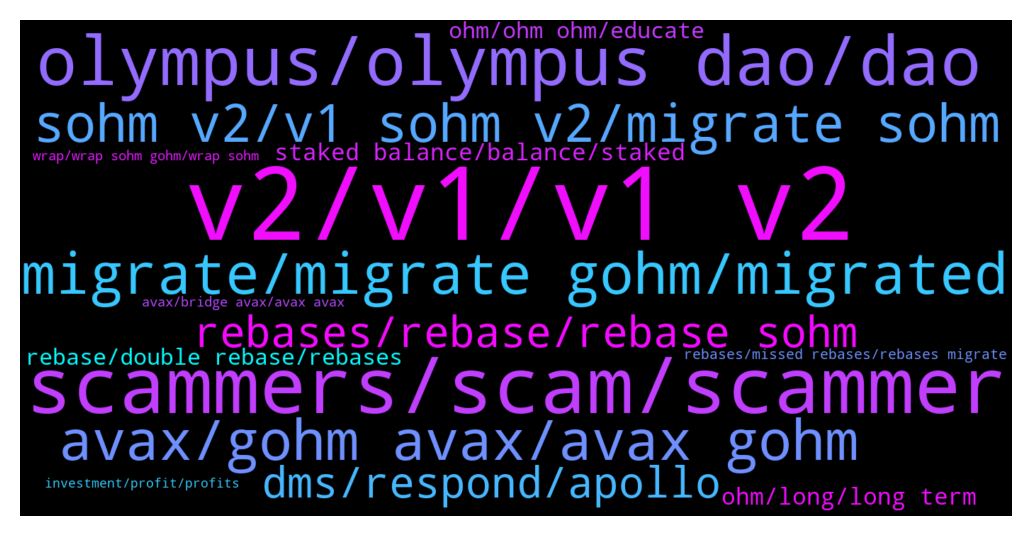 ohm/ohm ohm/educate
olympus/olympus dao/dao
sohm v2/v1 sohm v2/migrate sohm
wrap/wrap sohm gohm/wrap sohm
staked balance/balance/staked
v2/v1/v1 v2
migrate/migrate gohm/migrated
avax/bridge avax/avax avax
rebases/rebase/rebase sohm
rebase/double rebase/rebases
rebases/missed rebases/rebases migrate
scammers/scam/scammer
avax/gohm avax/avax gohm
dms/respond/apollo
investment/profit/profits
ohm/long/long term